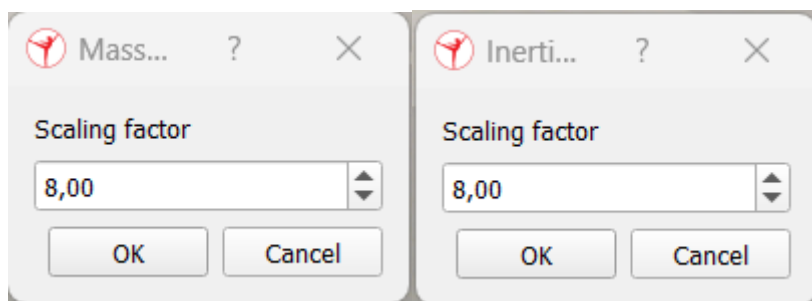 Mass... ?
Scaling factor
8,00
OK Cancel
Inerti... ?
Scaling factor
8,00
OK Cancel